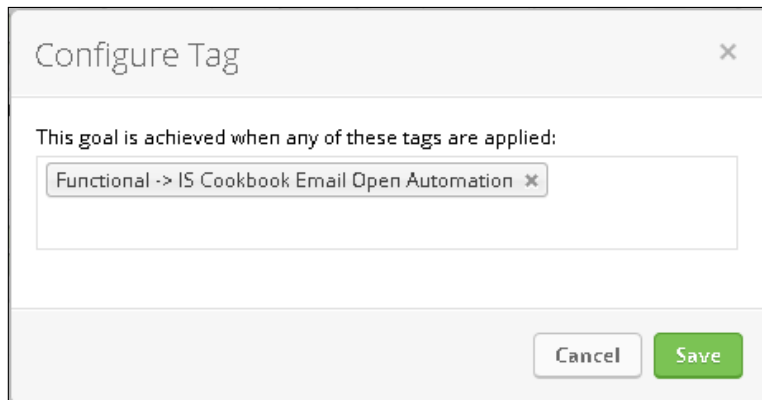 Configure Tag
This goal is achieved when any of these tags are applied:
Functional -> IS Cookbook Email Open Automation
Cancel Save